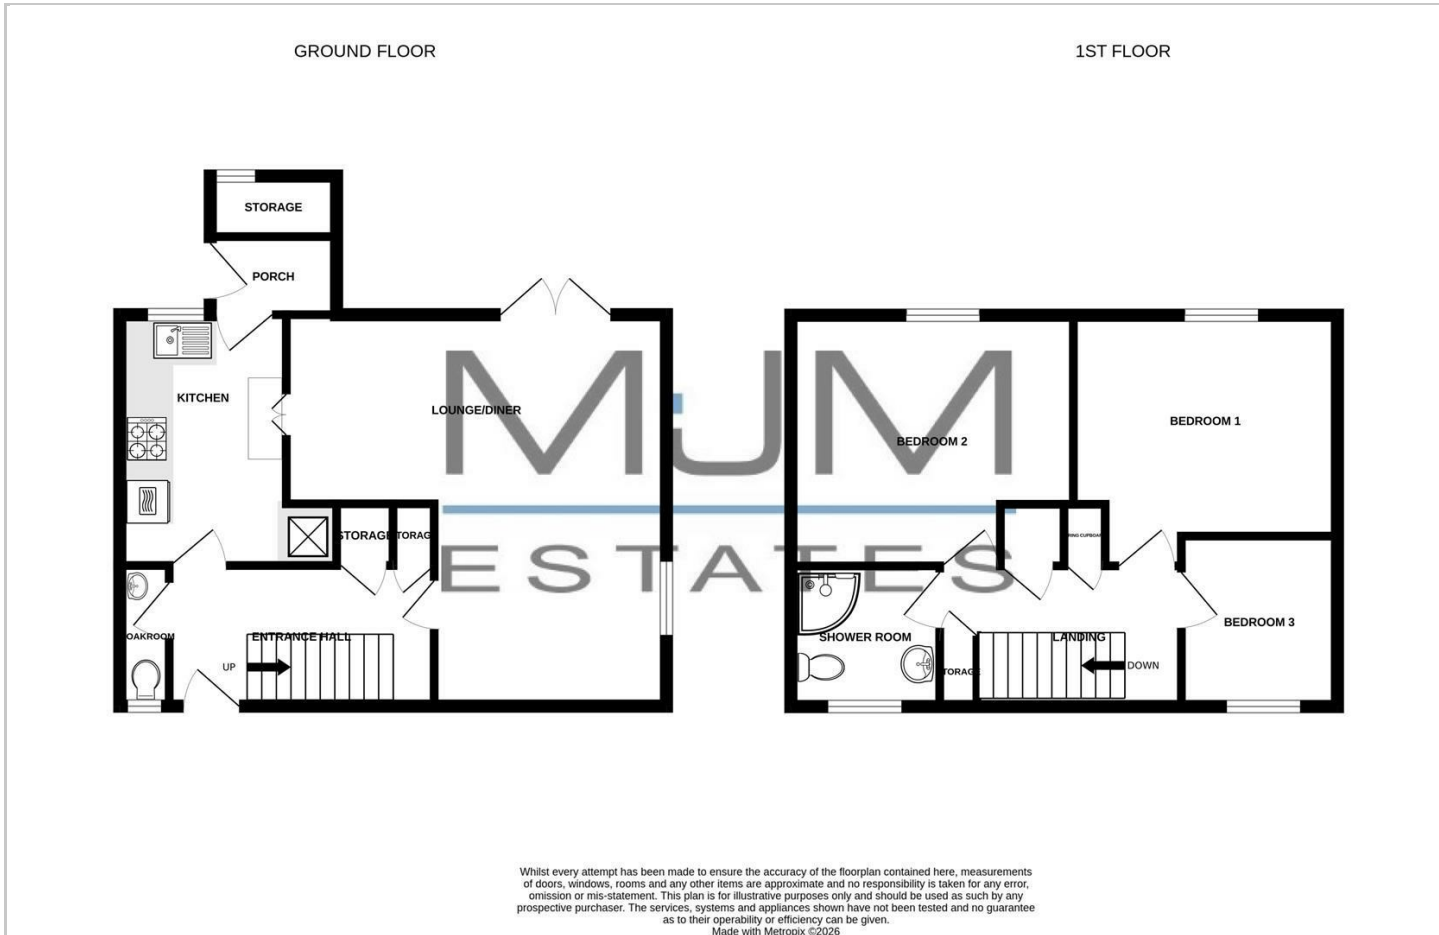 GROUND FLOOR
1ST FLOOR
STORAGE
PORCH
KITCHEN
LOUNGE/DINER
STORAGE
TORAG
OAKROOM
ENTRANCE HALL
UP
MJM
ESTATES
BEDROOM 2
BEDROOM 1
RING CUPBOA
SHOWER ROOM
TORAGE
LANDING
DOWN
BEDROOM 3
Whilst every attempt has been made to ensure the accuracy of the floorplan contained here, measurements
of doors, windows, rooms and any other items are approximate and no responsibility is taken for any error,
omission or mis-statement. This plan is for illustrative purposes only and should be used as such by any
prospective purchaser. The services, systems and appliances shown have not been tested and no guarantee
as to their operability or efficiency can be given.
Made with Metropix ©2026